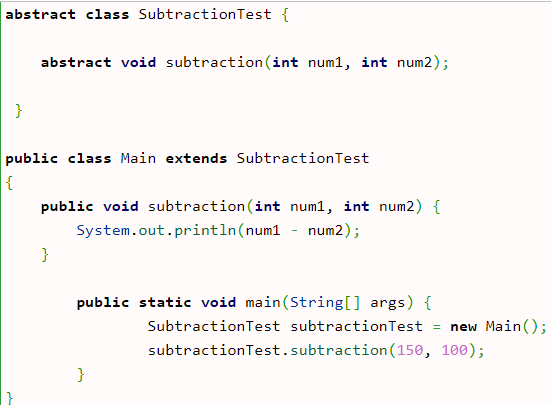 abstract class SubtractionTest {
abstract void subtraction(int num1, int num2);
}
public class Main extends SubtractionTest
{
public void subtraction(int num1, int num2) {
System.out.println(num1 - num2);
}
public static void main(String[] args) {
SubtractionTest subtractionTest = new Main();
subtractionTest.subtraction(150, 100);
}
}